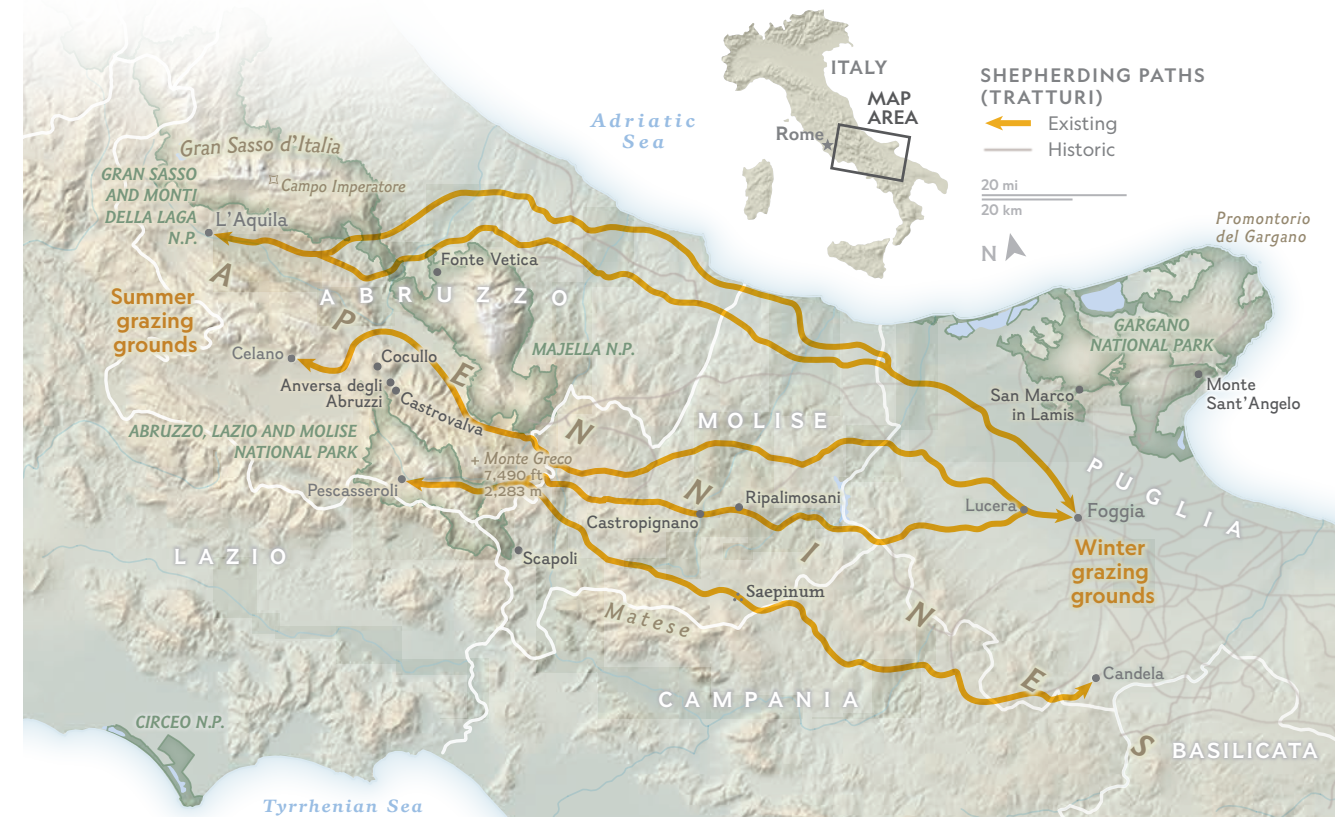 ITALY
MAP
AREA
Rome
SHEPHERDING PATHS
(TRATTURI)
Existing
Historic
20 mi
20 km
N
Adriatic
Sea
Promontorio
del Gargano
Gran Sasso d'Italia
Campo Imperatore
GRAN SASSO
AND MONTI
DELLA LAGA
N.P.
L'Aquila
Fonte Vetica
ABRUZZO
APENNINES
Summer
grazing
grounds
Celano
Cocullo
Anversa degli
Abruzzi
Castrovalva
MAJELLA N.P.
GARGANO
NATIONAL PARK
San Marco
in Lamis
Monte
Sant'Angelo
ABRUZZO, LAZIO AND MOLISE
NATIONAL PARK
MOLISE
+ Monte Greco
7,490 ft
2,283 m
Pescasseroli
Castropignano
Ripalimosani
Lucera
Foggia
PUGLIA
Winter
grazing
grounds
LAZIO
Scapoli
Saepinum
Matese
CAMPANIA
Candela
BASILICATA
CIRCEO N.P.
Tyrrhenian Sea